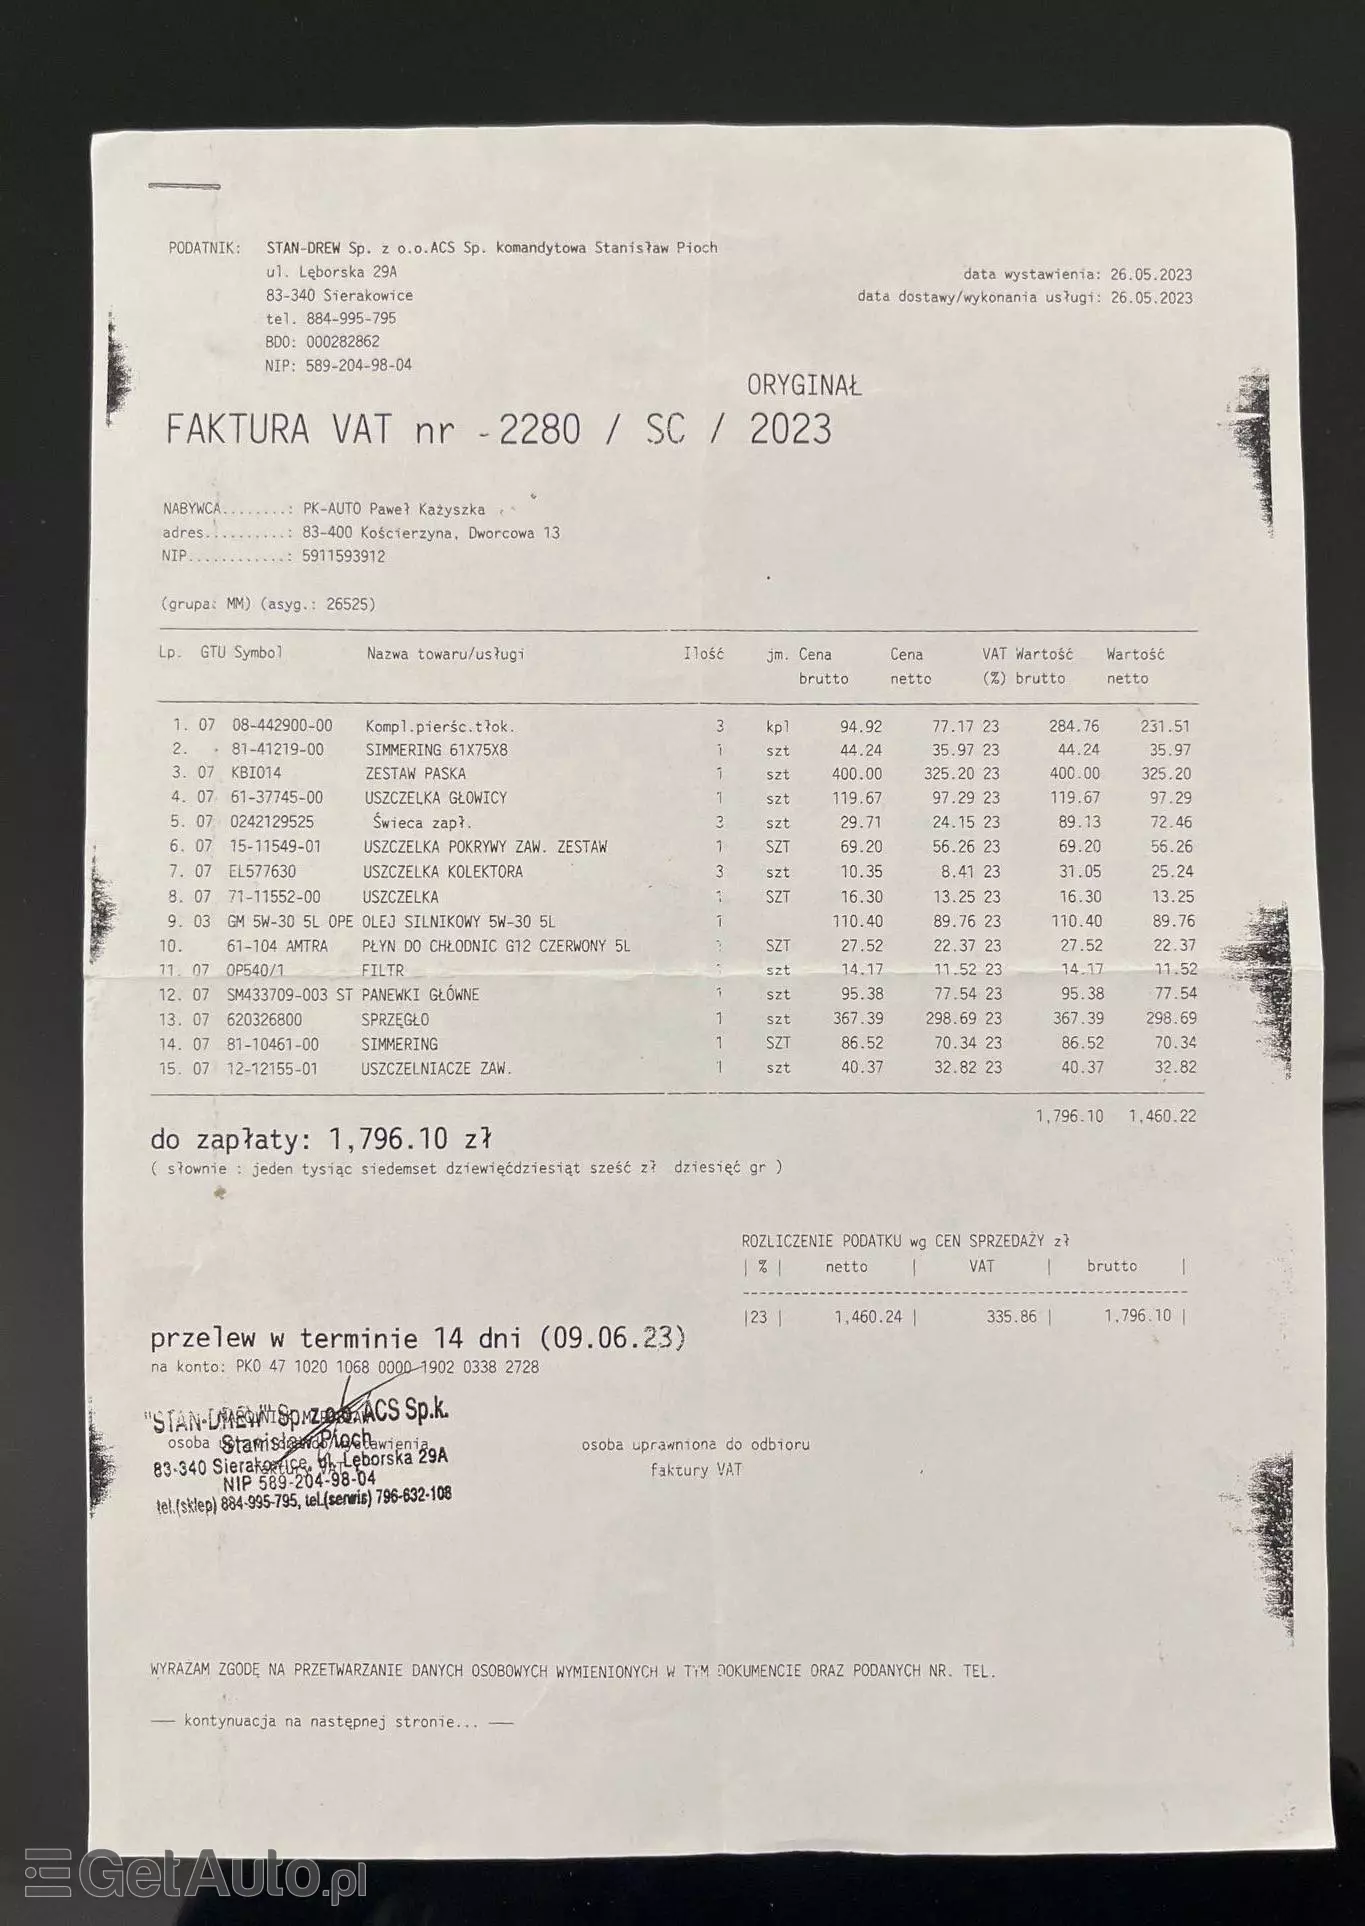 PODATNIK: STAN-DREW Sp. z o.o.ACS Sp. komandytowa Stanisław Pioch
ul. Lęborska 29A
83-340 Sierakowice
tel. 884-995-795
BDO: 000282862
NIP: 589-204-98-04
data wystawienia: 26.05.2023
data dostawy/wykonania usługi: 26.05.2023
ORYGINAŁ
FAKTURA VAT nr - 2280 / SC / 2023
NABYWCA........: PK-AUTO Paweł Każyszka
adres..........: 83-400 Kościerzyna, Dworcowa 13
NIP............: 5911593912
(grupa: MM) (asyg.: 26525)
Lp. GTU Symbol Nazwa towaru/usługi Ilość jm. Cena Cena VAT Wartość Wartość
brutto netto (%) brutto netto
1. 07 08-442900-00 Kompl.pierśc.tłok. 3 kpl 94.92 77.17 23 284.76 231.51
2. 81-41219-00 SIMMERING 61X75X8 1 szt 44.24 35.97 23 44.24 35.97
3. 07 KBI014 ZESTAW PASKA 1 szt 400.00 325.20 23 400.00 325.20
4. 07 61-37745-00 USZCZELKA GŁOWICY 1 szt 119.67 97.29 23 119.67 97.29
5. 07 0242129525 Świeca zapł. 3 szt 29.71 24.15 23 89.13 72.46
6. 07 15-11549-01 USZCZELKA POKRYWY ZAW. ZESTAW 1 SZT 69.20 56.26 23 69.20 56.26
7. 07 EL577630 USZCZELKA KOLEKTORA 3 szt 10.35 8.41 23 31.05 25.24
8. 07 71-11552-00 USZCZELKA 1 SZT 16.30 13.25 23 16.30 13.25
9. 03 GM 5W-30 5L OPE OLEJ SILNIKOWY 5W-30 5L 1 110.40 89.76 23 110.40 89.76
10. 61-104 AMTRA PŁYN DO CHŁODNIC G12 CZERWONY 5L 1 SZT 27.52 22.37 23 27.52 22.37
11. 07 OP540/1 FILTR 1 szt 14.17 11.52 23 14.17 11.52
12. 07 SM433709-003 ST PANEWKI GŁÓWNE 1 szt 95.38 77.54 23 95.38 77.54
13. 07 620326800 SPRZĘGŁO 1 szt 367.39 298.69 23 367.39 298.69
14. 07 81-10461-00 SIMMERING 1 SZT 86.52 70.34 23 86.52 70.34
15. 07 12-12155-01 USZCZELNIACZE ZAW. 1 szt 40.37 32.82 23 40.37 32.82
1,796.10 1,460.22
do zapłaty: 1,796.10 zł
( słownie : jeden tysiąc siedemset dziewięćdziesiąt sześć zł dziesięć gr )
ROZLICZENIE PODATKU wg CEN SPRZEDAŻY zł
| % | netto | VAT | brutto |
|23 | 1,460.24 | 335.86 | 1,796.10 |
przelew w terminie 14 dni (09.06.23)
na konto: PKO 47 1020 1068 0000 1902 0338 2728
"STAN-DREW" Sp. z o.o. ACS Sp.k.
Stanisław Pioch
83-340 Sierakowice, ul. Lęborska 29A
NIP 589-204-98-04
tel.(sklep) 884-995-795, tel.(serwis) 796-632-108
osoba wystawienia
osoba uprawniona do odbioru
faktury VAT
WYRAZAM ZGODĘ NA PRZETWARZANIE DANYCH OSOBOWYCH WYMIENIONYCH W TYM DOKUMENCIE ORAZ PODANYCH NR. TEL.
— kontynuacja na następnej stronie... —
GetAuto.pl